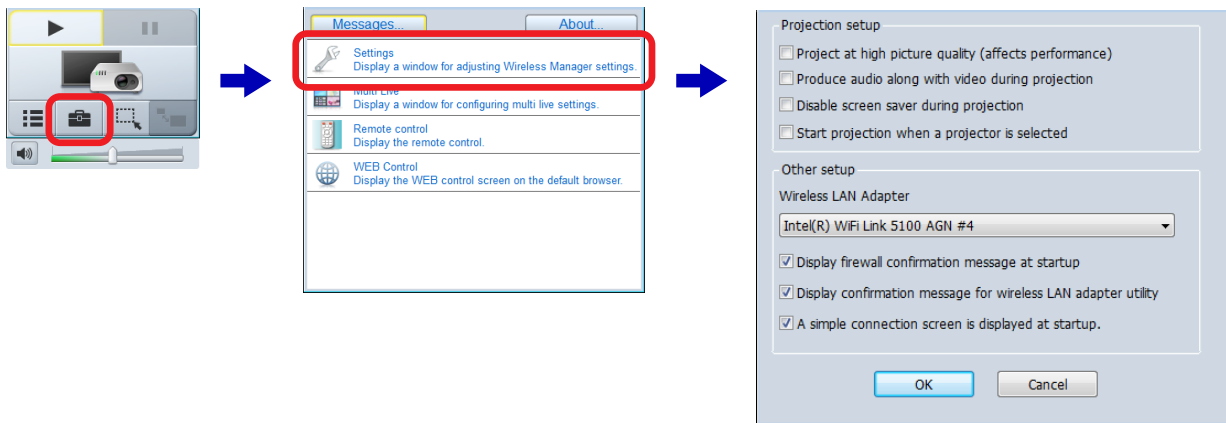 Messages...
About...
Settings
Display a window for adjusting Wireless Manager settings.
Multi Live
Display a window for configuring multi live settings.
Remote control
Display the remote control.
WEB Control
Display the WEB control screen on the default browser.
Projection setup
Project at high picture quality (affects performance)
Produce audio along with video during projection
Disable screen saver during projection
Start projection when a projector is selected
Other setup
Wireless LAN Adapter
Intel(R) WiFi Link 5100 AGN #4
Display firewall confirmation message at startup
Display confirmation message for wireless LAN adapter utility
A simple connection screen is displayed at startup.
OK
Cancel